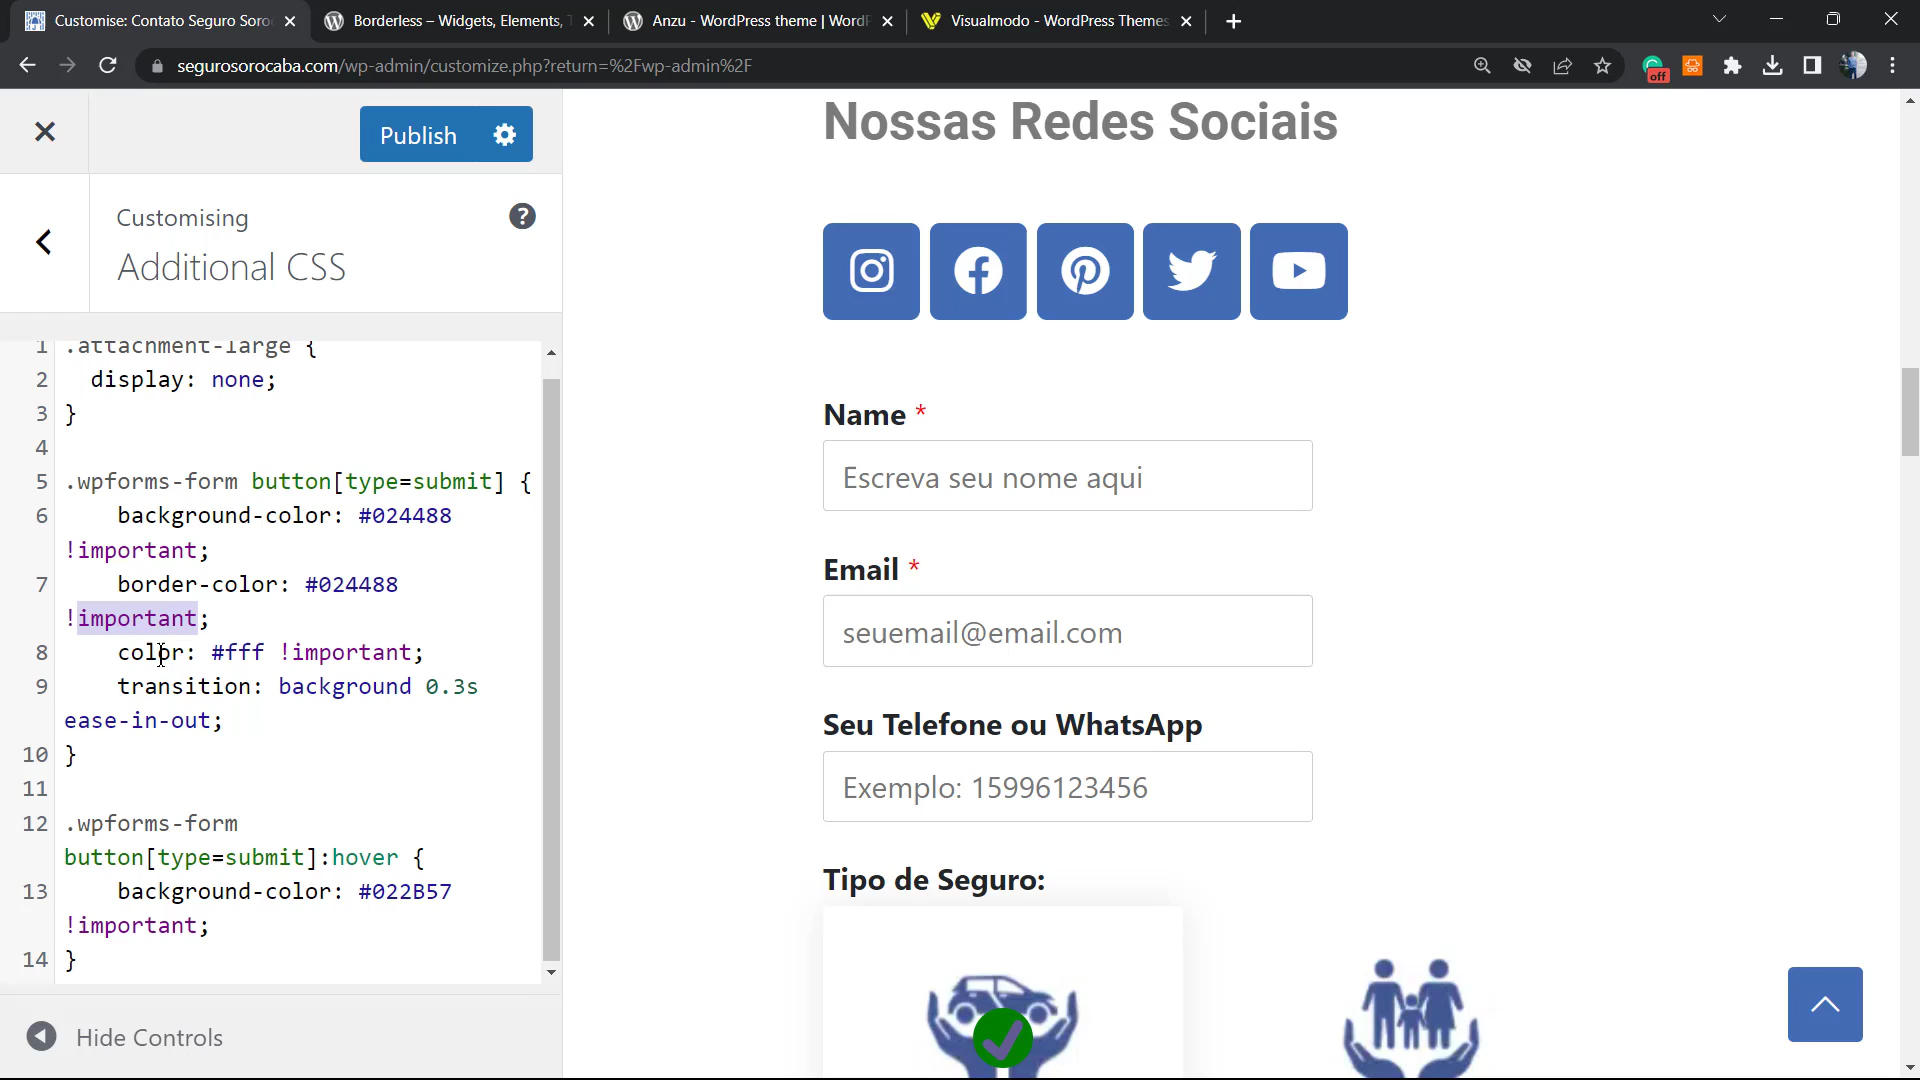 Customise: Contato Seguro Soroc
Borderless – Widgets, Elements, T
Anzu - WordPress theme | WordP
Visualmodo - WordPress Themes
segurosorocaba.com/wp-admin/customize.php?return=%2Fwp-admin%2F
off
Publish
Customising
Additional CSS
?
1 .attachment-large {
2 display: none;
3 }
4
5 .wpforms-form button[type=submit] {
6 background-color: #024488
!important;
7 border-color: #024488
!important;
8 color: #fff !important;
9 transition: background 0.3s
ease-in-out;
10 }
11
12 .wpforms-form
button[type=submit]:hover {
13 background-color: #022B57
!important;
14 }
Hide Controls
Nossas Redes Sociais
Name *
Escreva seu nome aqui
Email *
seuemail@email.com
Seu Telefone ou WhatsApp
Exemplo: 15996123456
Tipo de Seguro: